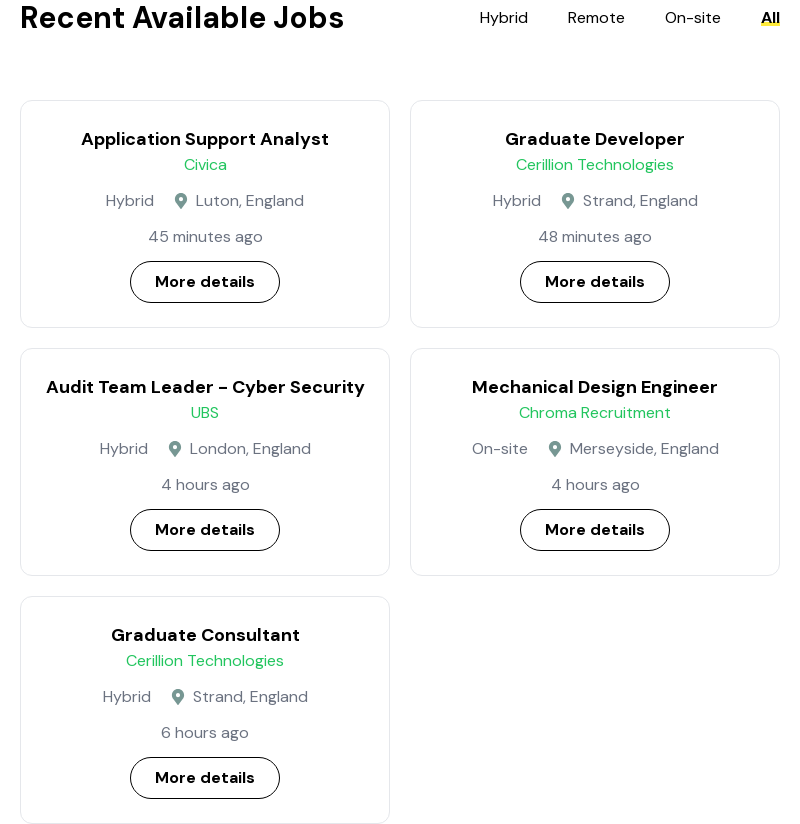 Recent Available Jobs
Hybrid Remote On-site All
Application Support Analyst
Civica
Hybrid Luton, England
45 minutes ago
More details
Graduate Developer
Cerillion Technologies
Hybrid Strand, England
48 minutes ago
More details
Audit Team Leader - Cyber Security
UBS
Hybrid London, England
4 hours ago
More details
Mechanical Design Engineer
Chroma Recruitment
On-site Merseyside, England
4 hours ago
More details
Graduate Consultant
Cerillion Technologies
Hybrid Strand, England
6 hours ago
More details